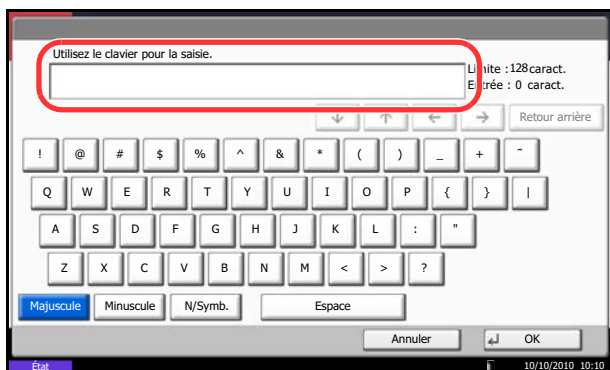 Utilisez le clavier pour la saisie.
Limite : 128 caract.
Entrée : 0 caract.
↓ ↑ ← → Retour arrière
! @ # $ % ^ & * ( ) _ + ~
Q W E R T Y U I O P { } |
A S D F G H J K L : "
Z X C V B N M < > ?
Majuscule Minuscule N/Symb. Espace
Annuler OK
État 10/10/2010 10:10